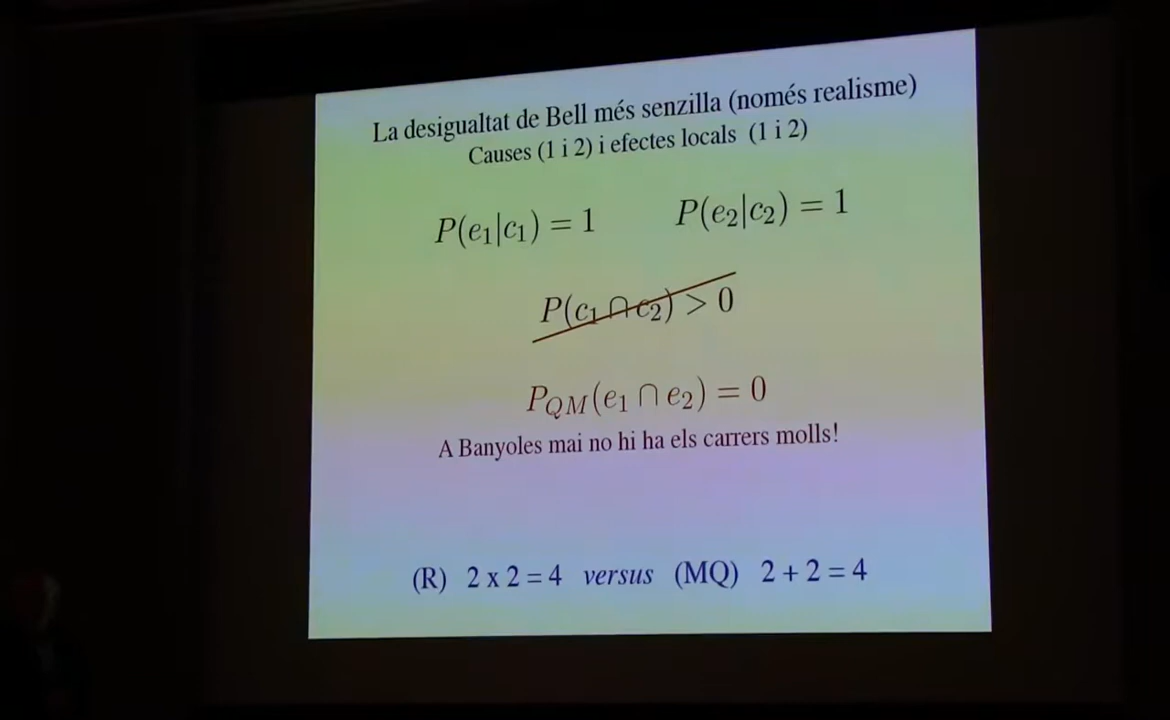 La desigualtat de Bell més senzilla (només realisme)
Causes (1 i 2) i efectes locals (1 i 2)
P(e₁|c₁) = 1 P(e₂|c₂) = 1
P(c₁ ∩ c₂) > 0
P_QM(e₁ ∩ e₂) = 0
A Banyoles mai no hi ha els carrers molls!
(R) 2 x 2 = 4 versus (MQ) 2 + 2 = 4